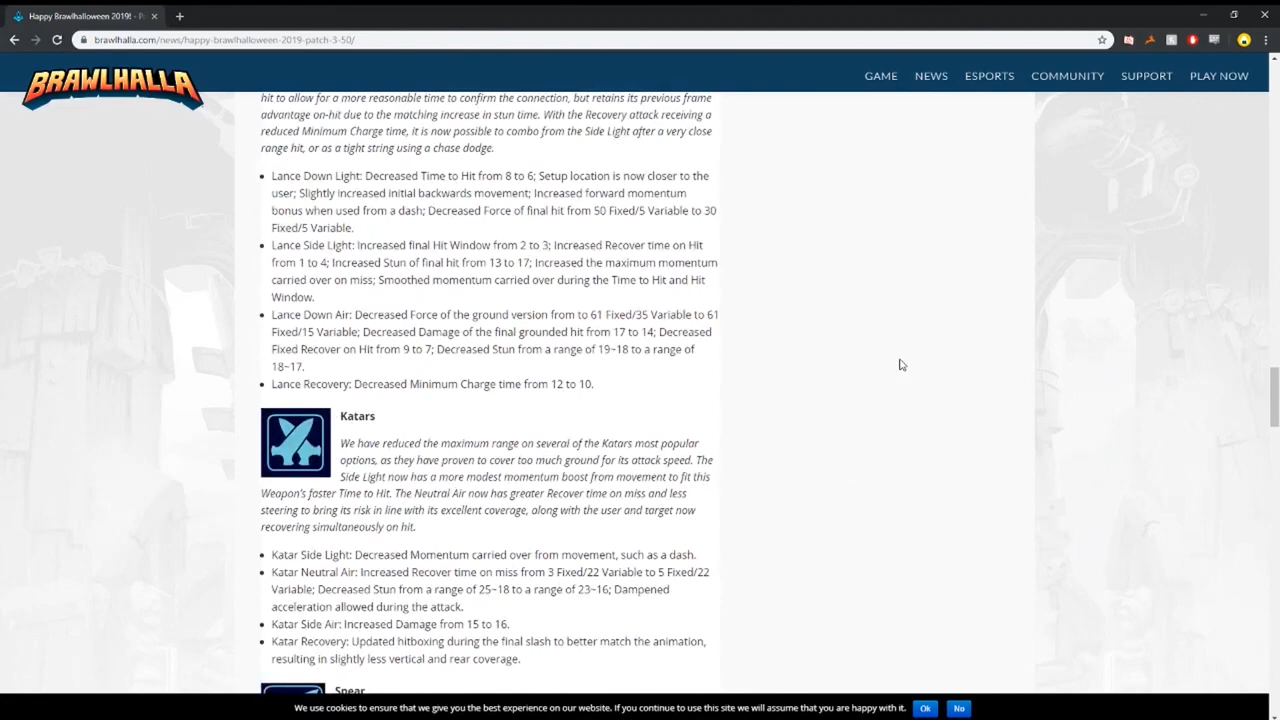 Happy Brawlhalloween 2019! - P
brawlhalla.com/news/happy-brawlhalloween-2019-patch-3-50/
BRAWLHALLA
GAME NEWS ESPORTS COMMUNITY SUPPORT PLAY NOW
hit to allow for a more reasonable time to confirm the connection, but retains its previous frame
advantage on-hit due to the matching increase in stun time. With the Recovery attack receiving a
reduced Minimum Charge time, it is now possible to combo from the Side Light after a very close
range hit, or as a tight string using a chase dodge.
Lance Down Light: Decreased Time to Hit from 8 to 6; Setup location is now closer to the
user; Slightly increased initial backwards movement; Increased forward momentum
bonus when used from a dash; Decreased Force of final hit from 50 Fixed/5 Variable to 30
Fixed/5 Variable.
Lance Side Light: Increased final Hit Window from 2 to 3; Increased Recover time on Hit
from 1 to 4; Increased Stun of final hit from 13 to 17; Increased the maximum momentum
carried over on miss; Smoothed momentum carried over during the Time to Hit and Hit
Window.
Lance Down Air: Decreased Force of the ground version from to 61 Fixed/35 Variable to 61
Fixed/15 Variable; Decreased Damage of the final grounded hit from 17 to 14; Decreased
Fixed Recover on Hit from 9 to 7; Decreased Stun from a range of 19~18 to a range of
18~17.
Lance Recovery: Decreased Minimum Charge time from 12 to 10.
Katars
We have reduced the maximum range on several of the Katars most popular
options, as they have proven to cover too much ground for its attack speed. The
Side Light now has a more modest momentum boost from movement to fit this
Weapon's faster Time to Hit. The Neutral Air now has greater Recover time on miss and less
steering to bring its risk in line with its excellent coverage, along with the user and target now
recovering simultaneously on hit.
Katar Side Light: Decreased Momentum carried over from movement, such as a dash.
Katar Neutral Air: Increased Recover time on miss from 3 Fixed/22 Variable to 5 Fixed/22
Variable; Decreased Stun from a range of 25~18 to a range of 23~16; Dampened
acceleration allowed during the attack.
Katar Side Air: Increased Damage from 15 to 16.
Katar Recovery: Updated hitboxing during the final slash to better match the animation,
resulting in slightly less vertical and rear coverage.
Spear
We use cookies to ensure that we give you the best experience on our website. If you continue to use this site we will assume that you are happy with it. Ok No